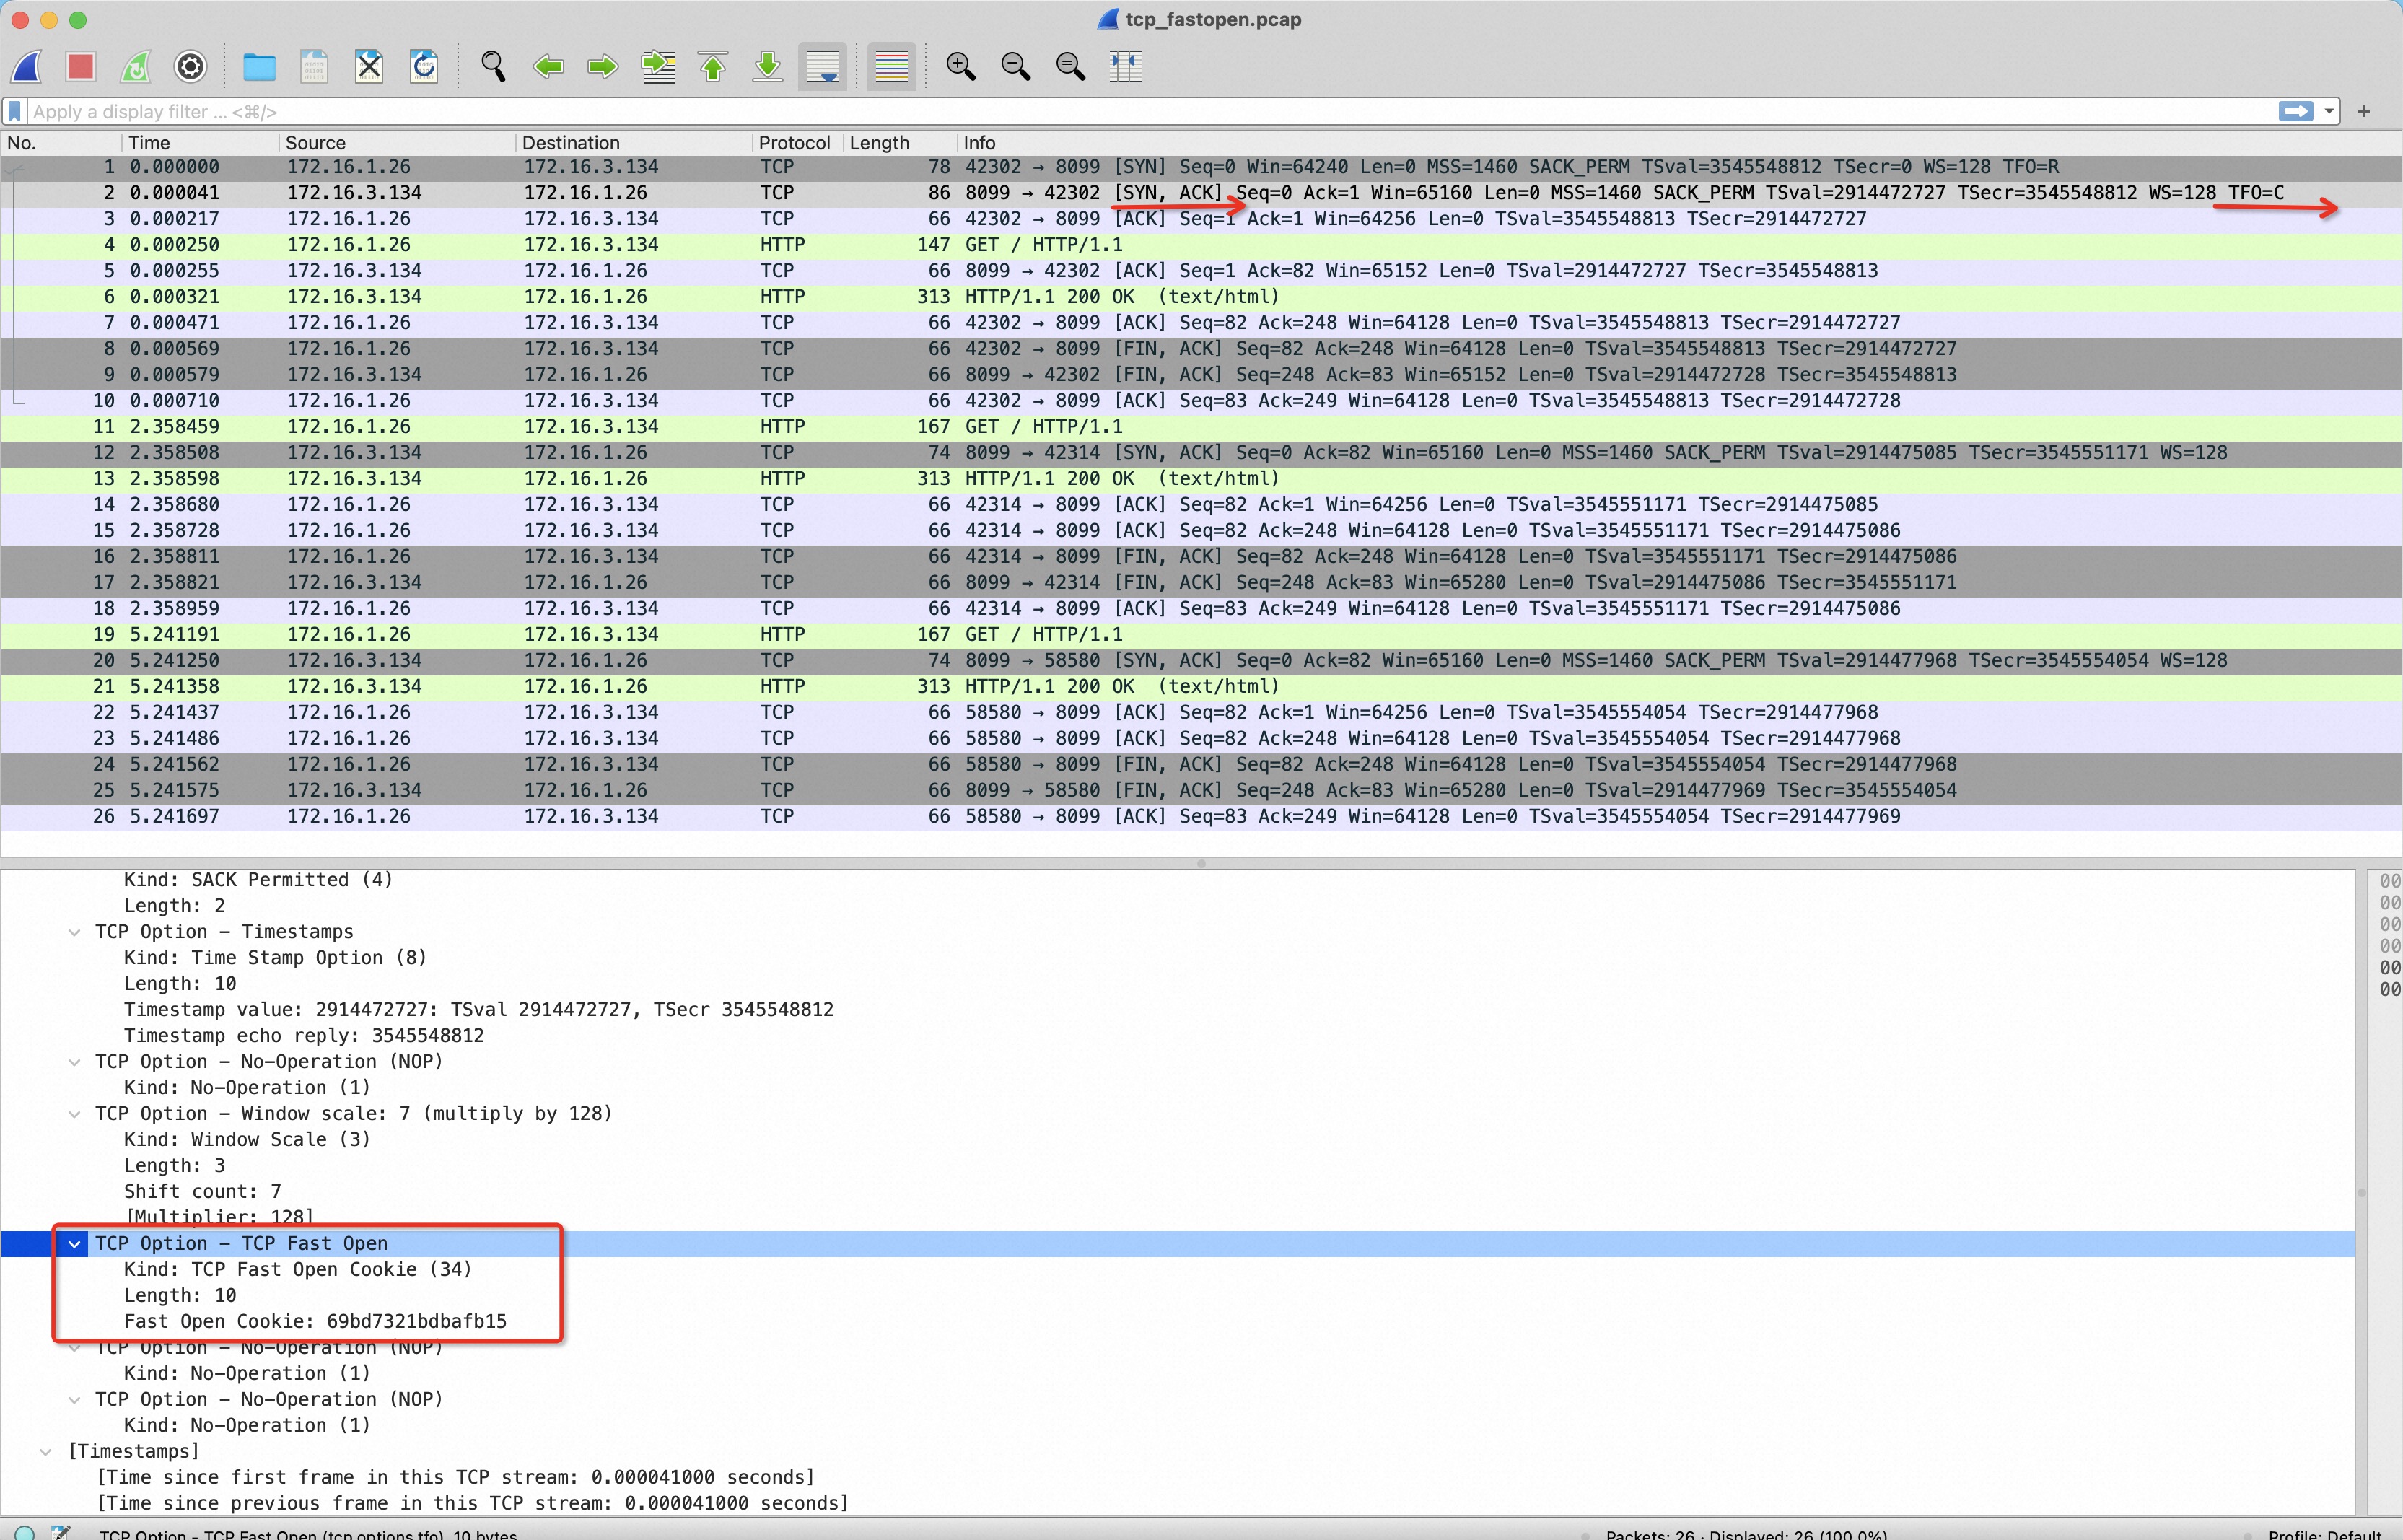 tcp_fastopen.pcap
Apply a display filter ... <⌘/>
No. Time Source Destination Protocol Length Info
1 0.000000 172.16.1.26 172.16.3.134 TCP 78 42302 → 8099 [SYN] Seq=0 Win=64240 Len=0 MSS=1460 SACK_PERM TSval=3545548812 TSecr=0 WS=128 TFO=R
2 0.000041 172.16.3.134 172.16.1.26 TCP 86 8099 → 42302 [SYN, ACK] Seq=0 Ack=1 Win=65160 Len=0 MSS=1460 SACK_PERM TSval=2914472727 TSecr=3545548812 WS=128 TFO=C
3 0.000217 172.16.1.26 172.16.3.134 TCP 66 42302 → 8099 [ACK] Seq=1 Ack=1 Win=64256 Len=0 TSval=3545548813 TSecr=2914472727
4 0.000250 172.16.1.26 172.16.3.134 HTTP 147 GET / HTTP/1.1
5 0.000255 172.16.3.134 172.16.1.26 TCP 66 8099 → 42302 [ACK] Seq=1 Ack=82 Win=65152 Len=0 TSval=2914472727 TSecr=3545548813
6 0.000321 172.16.3.134 172.16.1.26 HTTP 313 HTTP/1.1 200 OK (text/html)
7 0.000471 172.16.1.26 172.16.3.134 TCP 66 42302 → 8099 [ACK] Seq=82 Ack=248 Win=64128 Len=0 TSval=3545548813 TSecr=2914472727
8 0.000569 172.16.1.26 172.16.3.134 TCP 66 42302 → 8099 [FIN, ACK] Seq=82 Ack=248 Win=64128 Len=0 TSval=3545548813 TSecr=2914472727
9 0.000579 172.16.3.134 172.16.1.26 TCP 66 8099 → 42302 [FIN, ACK] Seq=248 Ack=83 Win=65152 Len=0 TSval=2914472728 TSecr=3545548813
10 0.000710 172.16.1.26 172.16.3.134 TCP 66 42302 → 8099 [ACK] Seq=83 Ack=249 Win=64128 Len=0 TSval=3545548813 TSecr=2914472728
11 2.358459 172.16.1.26 172.16.3.134 HTTP 167 GET / HTTP/1.1
12 2.358508 172.16.3.134 172.16.1.26 TCP 74 8099 → 42314 [SYN, ACK] Seq=0 Ack=82 Win=65160 Len=0 MSS=1460 SACK_PERM TSval=2914475085 TSecr=3545551171 WS=128
13 2.358598 172.16.3.134 172.16.1.26 HTTP 313 HTTP/1.1 200 OK (text/html)
14 2.358680 172.16.1.26 172.16.3.134 TCP 66 42314 → 8099 [ACK] Seq=82 Ack=1 Win=64256 Len=0 TSval=3545551171 TSecr=2914475085
15 2.358728 172.16.1.26 172.16.3.134 TCP 66 42314 → 8099 [ACK] Seq=82 Ack=248 Win=64128 Len=0 TSval=3545551171 TSecr=2914475086
16 2.358811 172.16.1.26 172.16.3.134 TCP 66 42314 → 8099 [FIN, ACK] Seq=82 Ack=248 Win=64128 Len=0 TSval=3545551171 TSecr=2914475086
17 2.358821 172.16.3.134 172.16.1.26 TCP 66 8099 → 42314 [FIN, ACK] Seq=248 Ack=83 Win=65280 Len=0 TSval=2914475086 TSecr=3545551171
18 2.358959 172.16.1.26 172.16.3.134 TCP 66 42314 → 8099 [ACK] Seq=83 Ack=249 Win=64128 Len=0 TSval=3545551171 TSecr=2914475086
19 5.241191 172.16.1.26 172.16.3.134 HTTP 167 GET / HTTP/1.1
20 5.241250 172.16.3.134 172.16.1.26 TCP 74 8099 → 58580 [SYN, ACK] Seq=0 Ack=82 Win=65160 Len=0 MSS=1460 SACK_PERM TSval=2914477968 TSecr=3545554054 WS=128
21 5.241358 172.16.3.134 172.16.1.26 HTTP 313 HTTP/1.1 200 OK (text/html)
22 5.241437 172.16.1.26 172.16.3.134 TCP 66 58580 → 8099 [ACK] Seq=82 Ack=1 Win=64256 Len=0 TSval=3545554054 TSecr=2914477968
23 5.241486 172.16.1.26 172.16.3.134 TCP 66 58580 → 8099 [ACK] Seq=82 Ack=248 Win=64128 Len=0 TSval=3545554054 TSecr=2914477968
24 5.241562 172.16.1.26 172.16.3.134 TCP 66 58580 → 8099 [FIN, ACK] Seq=82 Ack=248 Win=64128 Len=0 TSval=3545554054 TSecr=2914477968
25 5.241575 172.16.3.134 172.16.1.26 TCP 66 8099 → 58580 [FIN, ACK] Seq=248 Ack=83 Win=65280 Len=0 TSval=2914477969 TSecr=3545554054
26 5.241697 172.16.1.26 172.16.3.134 TCP 66 58580 → 8099 [ACK] Seq=83 Ack=249 Win=64128 Len=0 TSval=3545554054 TSecr=2914477969
Kind: SACK Permitted (4)
Length: 2
TCP Option – Timestamps
Kind: Time Stamp Option (8)
Length: 10
Timestamp value: 2914472727: TSval 2914472727, TSecr 3545548812
Timestamp echo reply: 3545548812
TCP Option – No-Operation (NOP)
Kind: No-Operation (1)
TCP Option – Window scale: 7 (multiply by 128)
Kind: Window Scale (3)
Length: 3
Shift count: 7
[Multiplier: 128]
TCP Option – TCP Fast Open
Kind: TCP Fast Open Cookie (34)
Length: 10
Fast Open Cookie: 69bd7321bdbafb15
TCP Option – No-Operation (NOP)
Kind: No-Operation (1)
TCP Option – No-Operation (NOP)
Kind: No-Operation (1)
[Timestamps]
[Time since first frame in this TCP stream: 0.000041000 seconds]
[Time since previous frame in this TCP stream: 0.000041000 seconds]
00
00
00
00
00
00
TCP Option - TCP Fast Open (tcp.options.tfo), 10 bytes
Packets: 26 · Displayed: 26 (100.0%)
Profile: Default